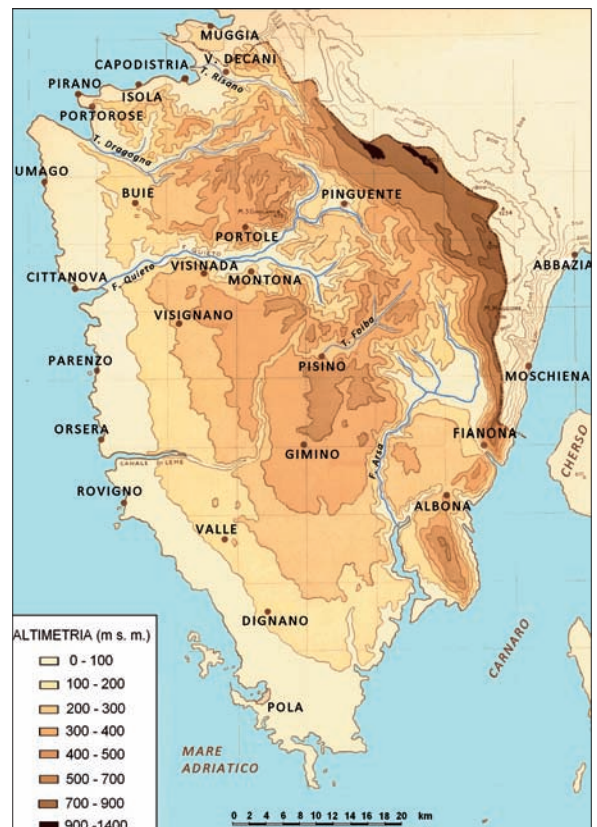 MUGGIA
V. DECANI
CAPODISTRIA
T. Risano
PIRANO
ISOLA
PORTOROSE
T. Dragogna
UMAGO
BUIE
PINGUENTE
PORTOLE
F. QUIETO
ABBAZIA
VISINADA
MONTONA
CITTANOVA
F. Quieto
VISIGNANO
T. Foiba
PISINO
PARENZO
MOSCHIENA
ORSERA
FIANONA
GIMINO
F. Arsa
CHERSO
CANALE DI LEME
ROVIGNO
ALBONA
VALLE
DIGNANO
CARNARO
POLA
MARE
ADRIATICO
ALTIMETRIA (m s. m.)
0 - 100
100 - 200
200 - 300
300 - 400
400 - 500
500 - 700
700 - 900
900 -1400
0 2 4 6 8 10 12 14 16 18 20 km